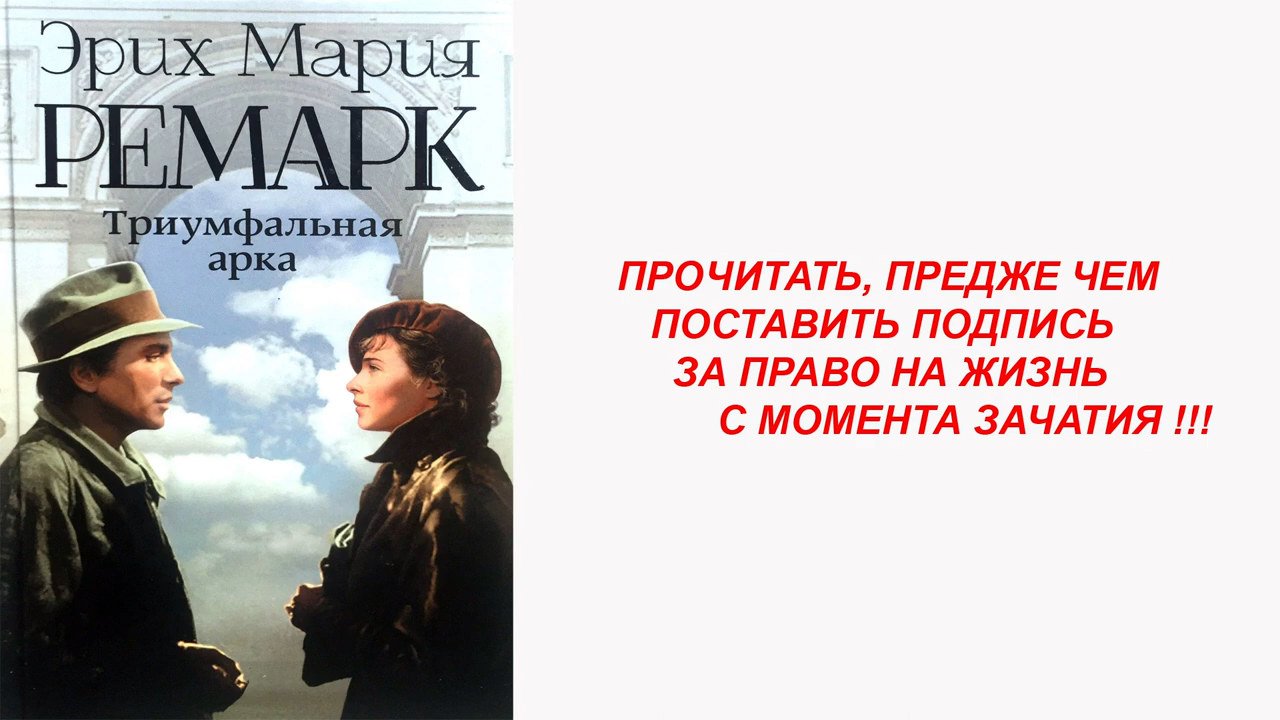 Эрих Мария
РЕМАРК
Триумфальная
арка
ПРОЧИТАТЬ, ПРЕДЖЕ ЧЕМ
ПОСТАВИТЬ ПОДПИСЬ
ЗА ПРАВО НА ЖИЗНЬ
С МОМЕНТА ЗАЧАТИЯ !!!